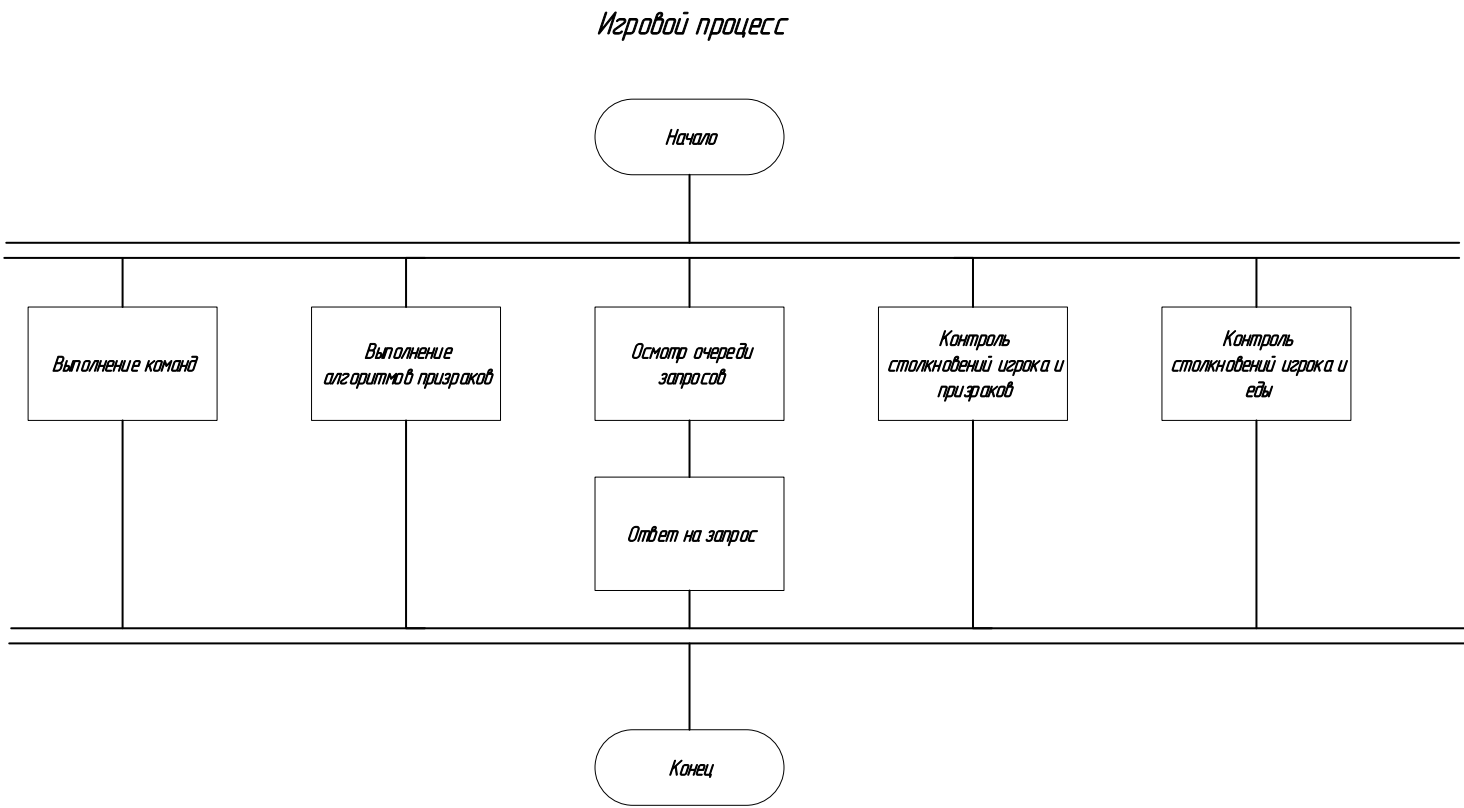 Игровой процесс
Начало
Выполнение команд
Выполнение
алгоритмов призраков
Осмотр очереди
запросов
Контроль
столкновений игрока и
призраков
Контроль
столкновений игрока и
еды
Ответ на запрос
Конец